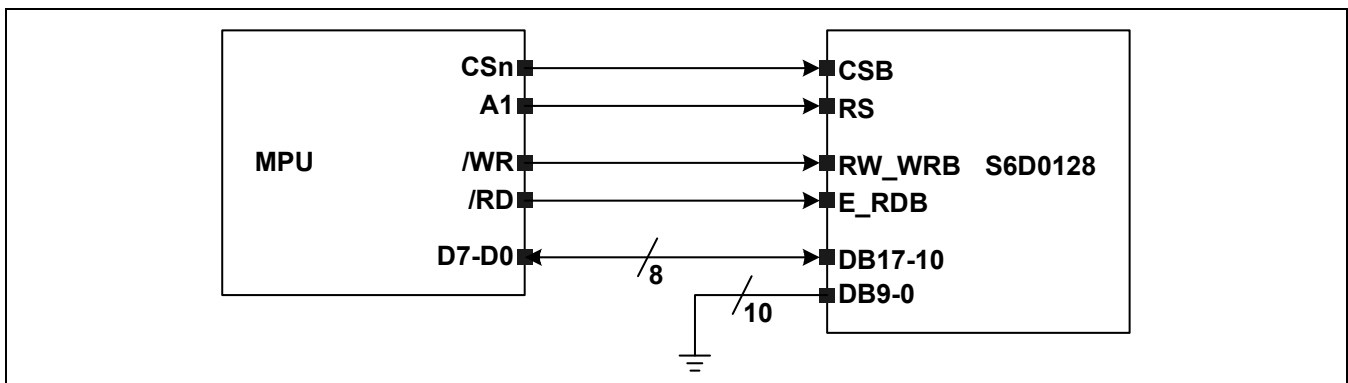 CSn
CSB
A1
RS
MPU
/WR
RW_WRB
S6D0128
/RD
E_RDB
D7-D0
8
DB17-10
DB9-0
10